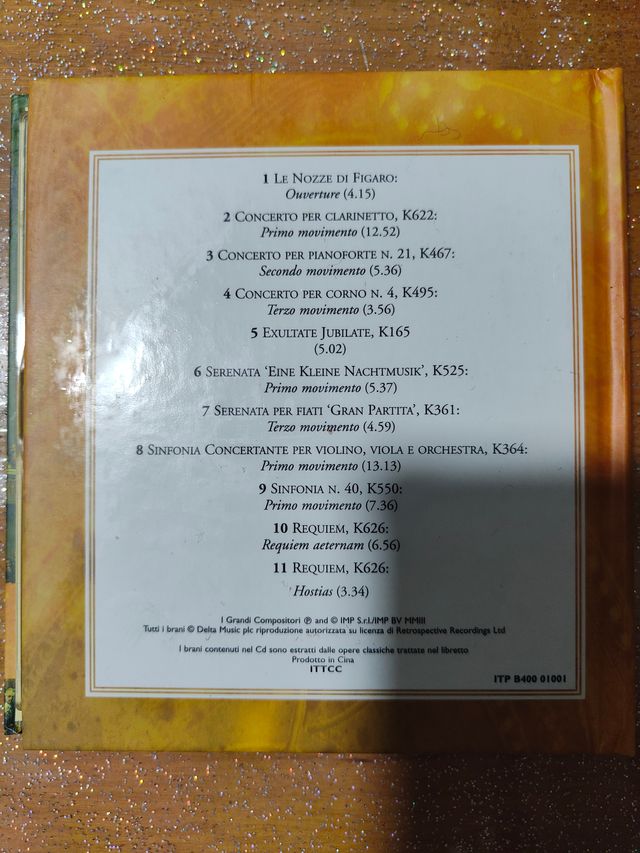 1 Le Nozze di Figaro:
Ouverture (4.15)
2 Concerto per clarinetto, K622:
Primo movimento (12.52)
3 Concerto per pianoforte n. 21, K467:
Secondo movimento (5.36)
4 Concerto per corno n. 4, K495:
Terzo movimento (3.56)
5 Exultate Jubilate, K165
(5.02)
6 Serenata ‘Eine Kleine Nachtmusik’, K525:
Primo movimento (5.37)
7 Serenata per fiati ‘Gran Partita’, K361:
Terzo movimento (4.59)
8 Sinfonia Concertante per violino, viola e orchestra, K364:
Primo movimento (13.13)
9 Sinfonia n. 40, K550:
Primo movimento (7.36)
10 Requiem, K626:
Requiem aeternam (6.56)
11 Requiem, K626:
Hostias (3.34)
I Grandi Compositori ℗ and © IMP S.r.l./IMP BV MMIII
Tutti i brani © Delta Music plc riproduzione autorizzata su licenza di Retrospective Recordings Ltd
I brani contenuti nel Cd sono estratti dalle opere classiche trattate nel libretto
Prodotto in Cina
ITTCC
ITP B400 01001